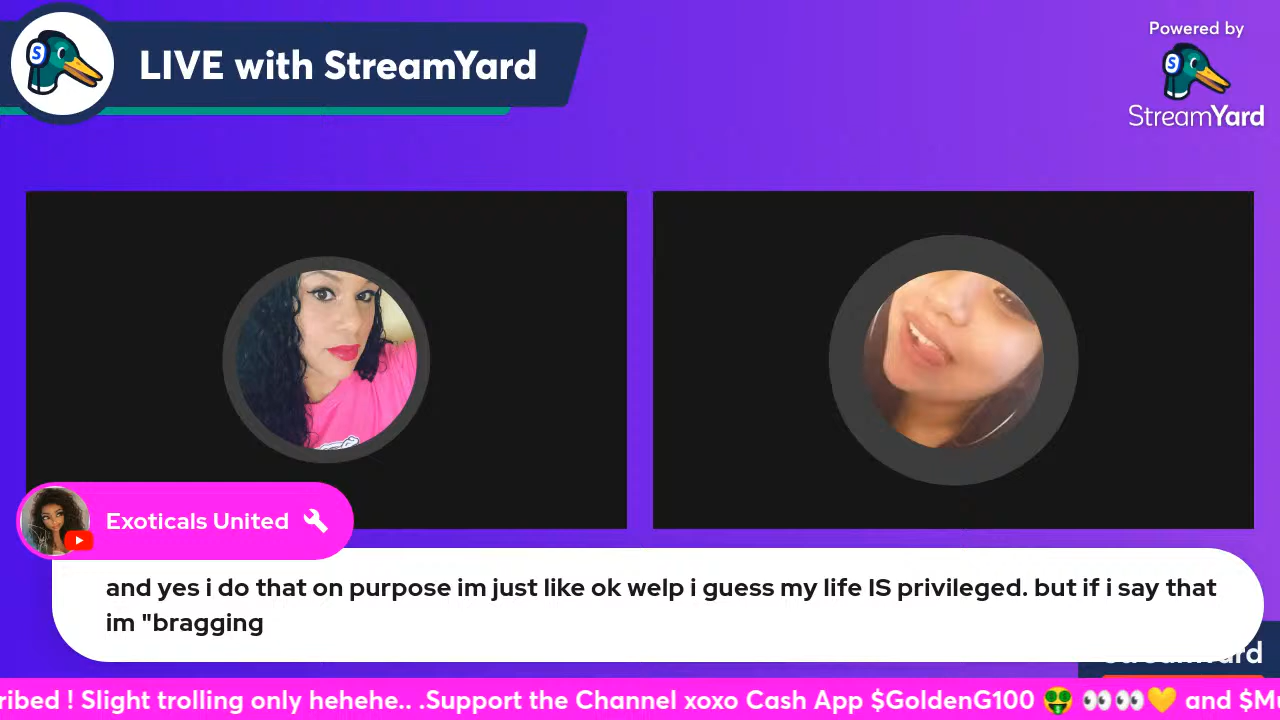 LIVE with StreamYard
Powered by
StreamYard
Exoticals United
and yes i do that on purpose im just like ok welp i guess my life IS privileged. but if i say that
im "bragging
ribed ! Slight trolling only hehehe.. .Support the Channel xoxo Cash App $GoldenG100 🤑 👀👀💛 and $Mu